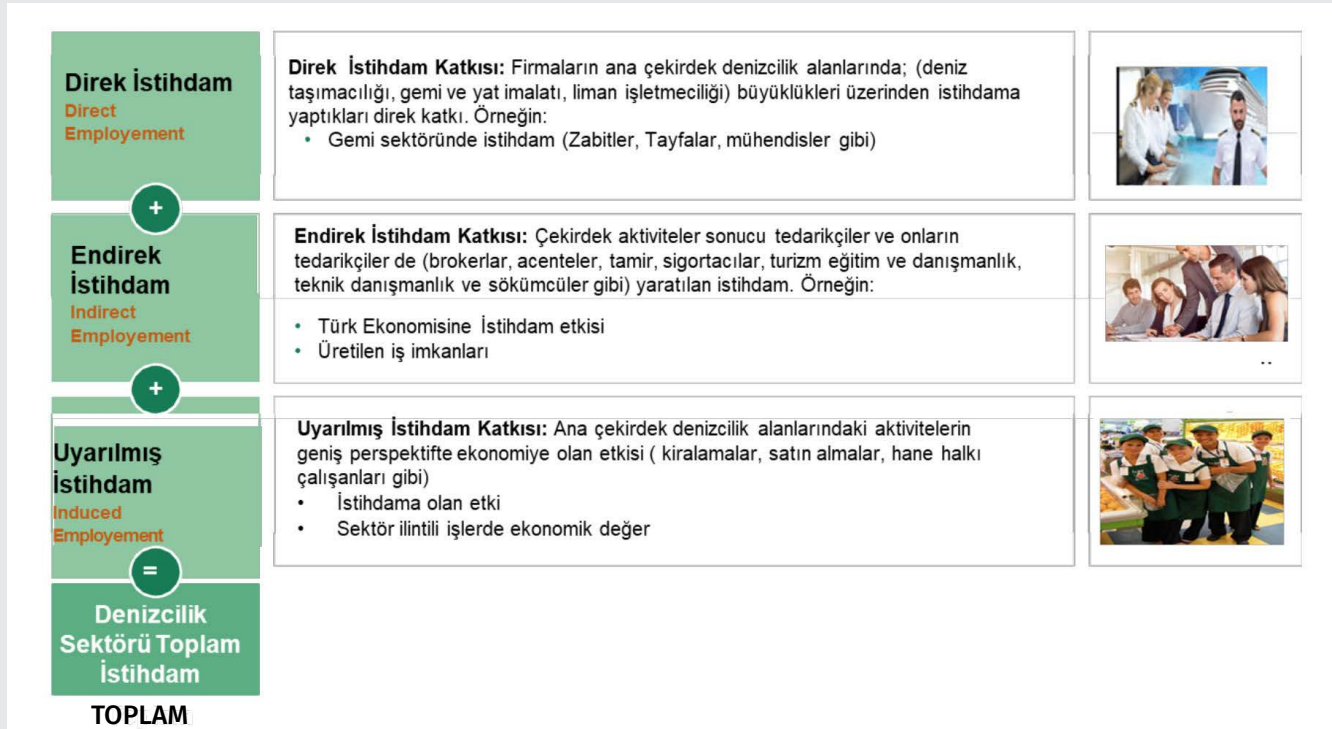 Direk İstihdam
Direct
Employement
Direk İstihdam Katkısı: Firmaların ana çekirdek denizcilik alanlarında; (deniz
taşımacılığı, gemi ve yat imalatı, liman işletmeciliği) büyüklükleri üzerinden istihdama
yaptıkları direk katkı. Örneğin:
• Gemi sektöründe istihdam (Zabitler, Tayfalar, mühendisler gibi)
+
Endirek
İstihdam
Indirect
Employement
Endirek İstihdam Katkısı: Çekirdek aktiviteler sonucu tedarikçiler ve onların
tedarikçiler de (brokerlar, acenteler, tamir, sigortacılar, turizm eğitim ve danışmanlık,
teknik danışmanlık ve sökümcüler gibi) yaratılan istihdam. Örneğin:
• Türk Ekonomisine İstihdam etkisi
• Üretilen iş imkanları
+
Uyarılmış
İstihdam
Induced
Employement
Uyarılmış İstihdam Katkısı: Ana çekirdek denizcilik alanlarındaki aktivitelerin
geniş perspektifte ekonomiye olan etkisi ( kiralamalar, satın almalar, hane halkı
çalışanları gibi)
• İstihdama olan etki
• Sektör ilintili işlerde ekonomik değer
=
Denizcilik
Sektörü Toplam
İstihdam
TOPLAM